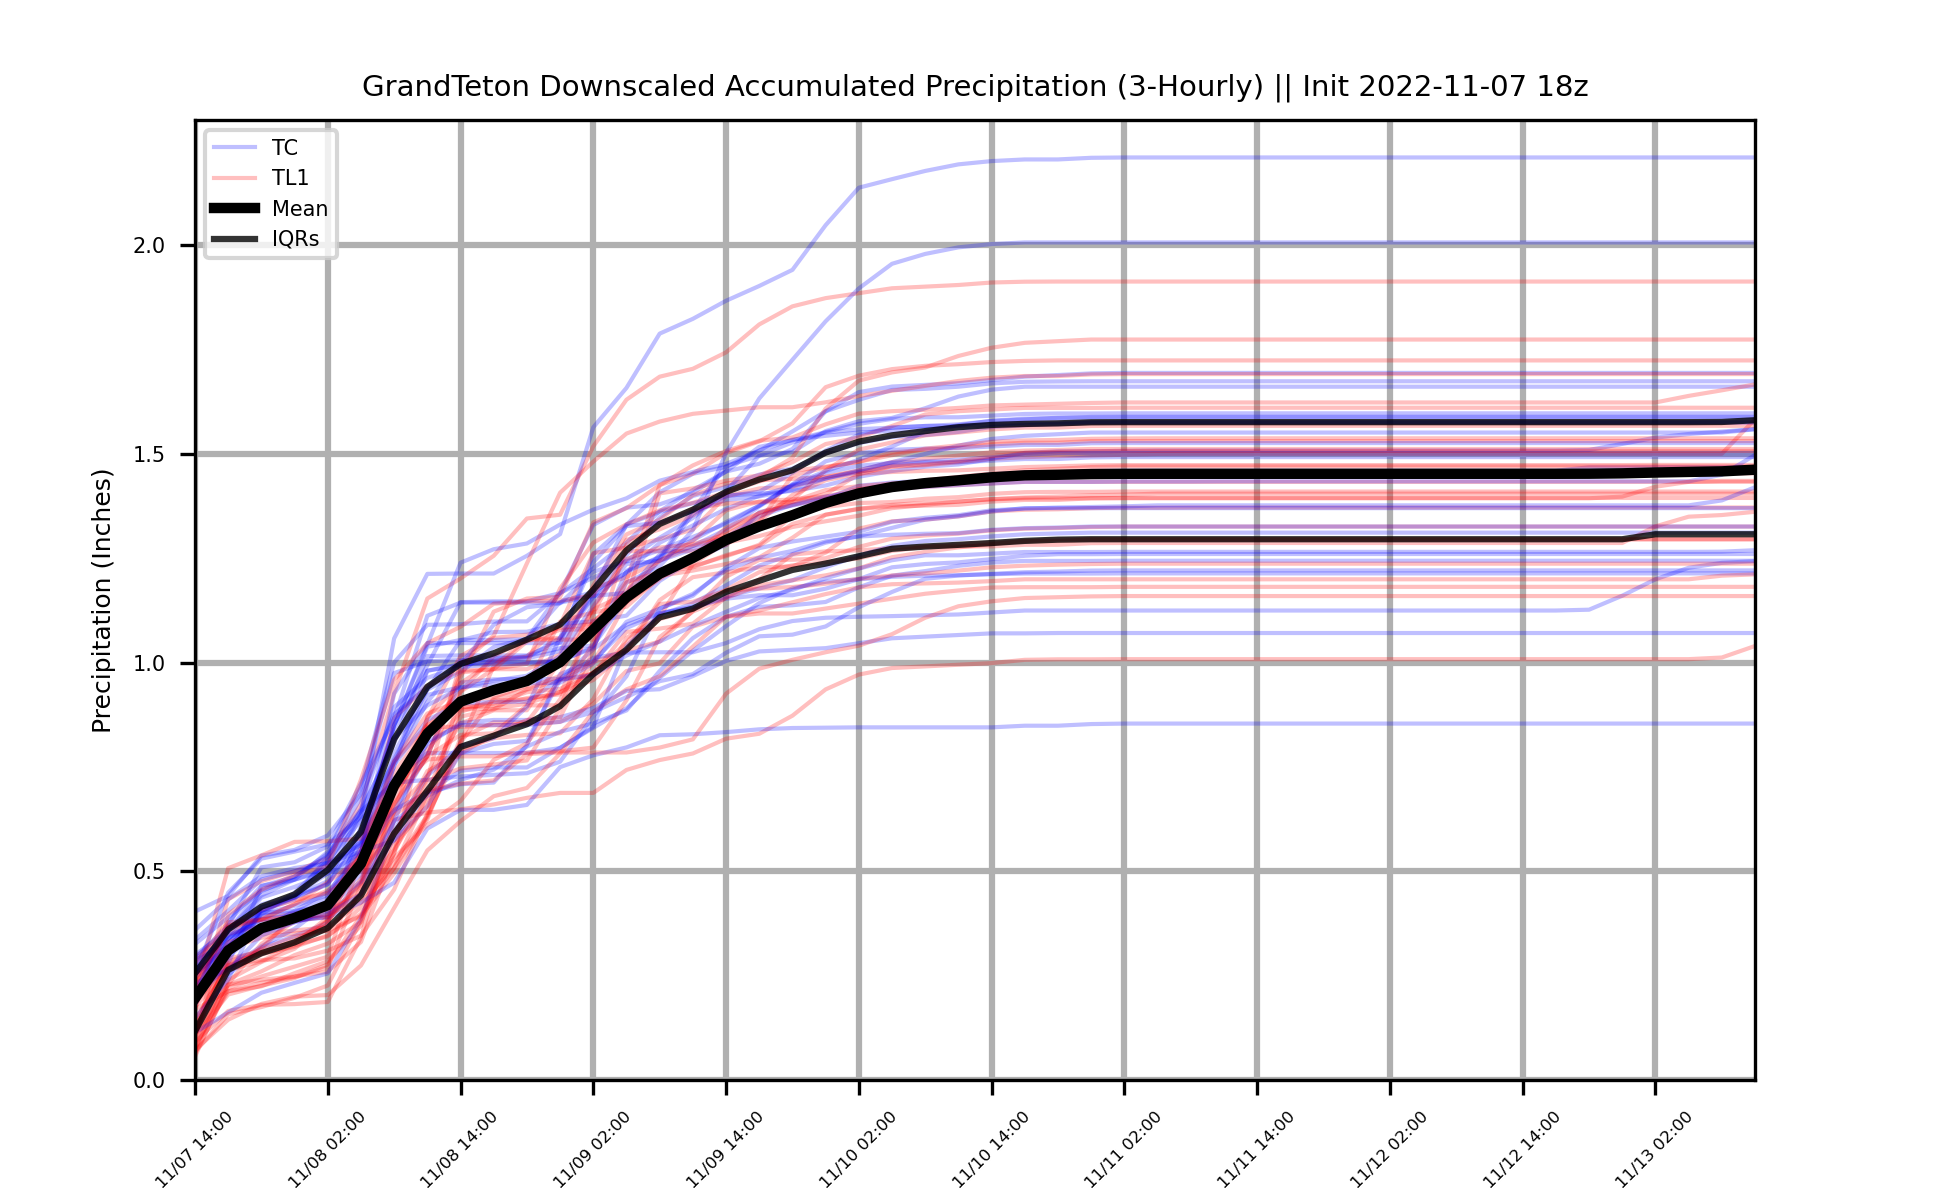 GrandTeton Downscaled Accumulated Precipitation (3-Hourly) || Init 2022-11-07 18z
TC
TL1
Mean
IQRs
Precipitation (Inches)
2.0
1.5
1.0
0.5
0.0
11/07 14:00
11/08 02:00
11/08 14:00
11/09 02:00
11/09 14:00
11/10 02:00
11/10 14:00
11/11 02:00
11/11 14:00
11/12 02:00
11/12 14:00
11/13 02:00